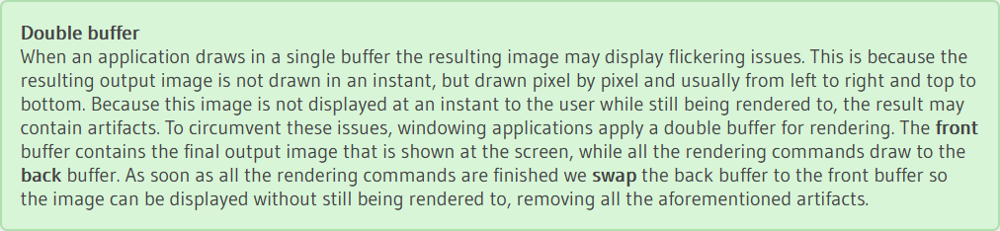 Double buffer
When an application draws in a single buffer the resulting image may display flickering issues. This is because the
resulting output image is not drawn in an instant, but drawn pixel by pixel and usually from left to right and top to
bottom. Because this image is not displayed at an instant to the user while still being rendered to, the result may
contain artifacts. To circumvent these issues, windowing applications apply a double buffer for rendering. The front
buffer contains the final output image that is shown at the screen, while all the rendering commands draw to the
back buffer. As soon as all the rendering commands are finished we swap the back buffer to the front buffer so
the image can be displayed without still being rendered to, removing all the aforementioned artifacts.